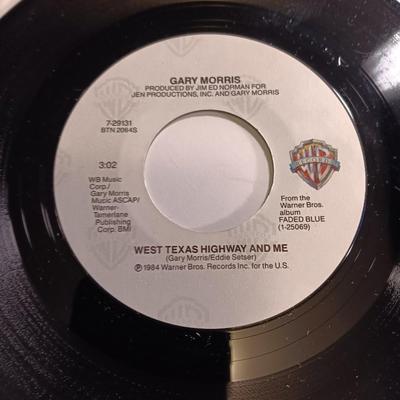 GARY MORRIS
PRODUCED BY JIM ED NORMAN FOR
JEN PRODUCTIONS, INC. AND GARY MORRIS
7-29131
BTN 2064S
3:02
WB Music
Corp./
Gary Morris
Music ASCAP/
Warner-
Tamerlane
Publishing
Corp. BMI
RECORDS
From the
Warner Bros.
album
FADED BLUE
(1-25069)
WEST TEXAS HIGHWAY AND ME
(Gary Morris/Eddie Setser)
℗ 1984 Warner Bros. Records Inc. for the U.S.